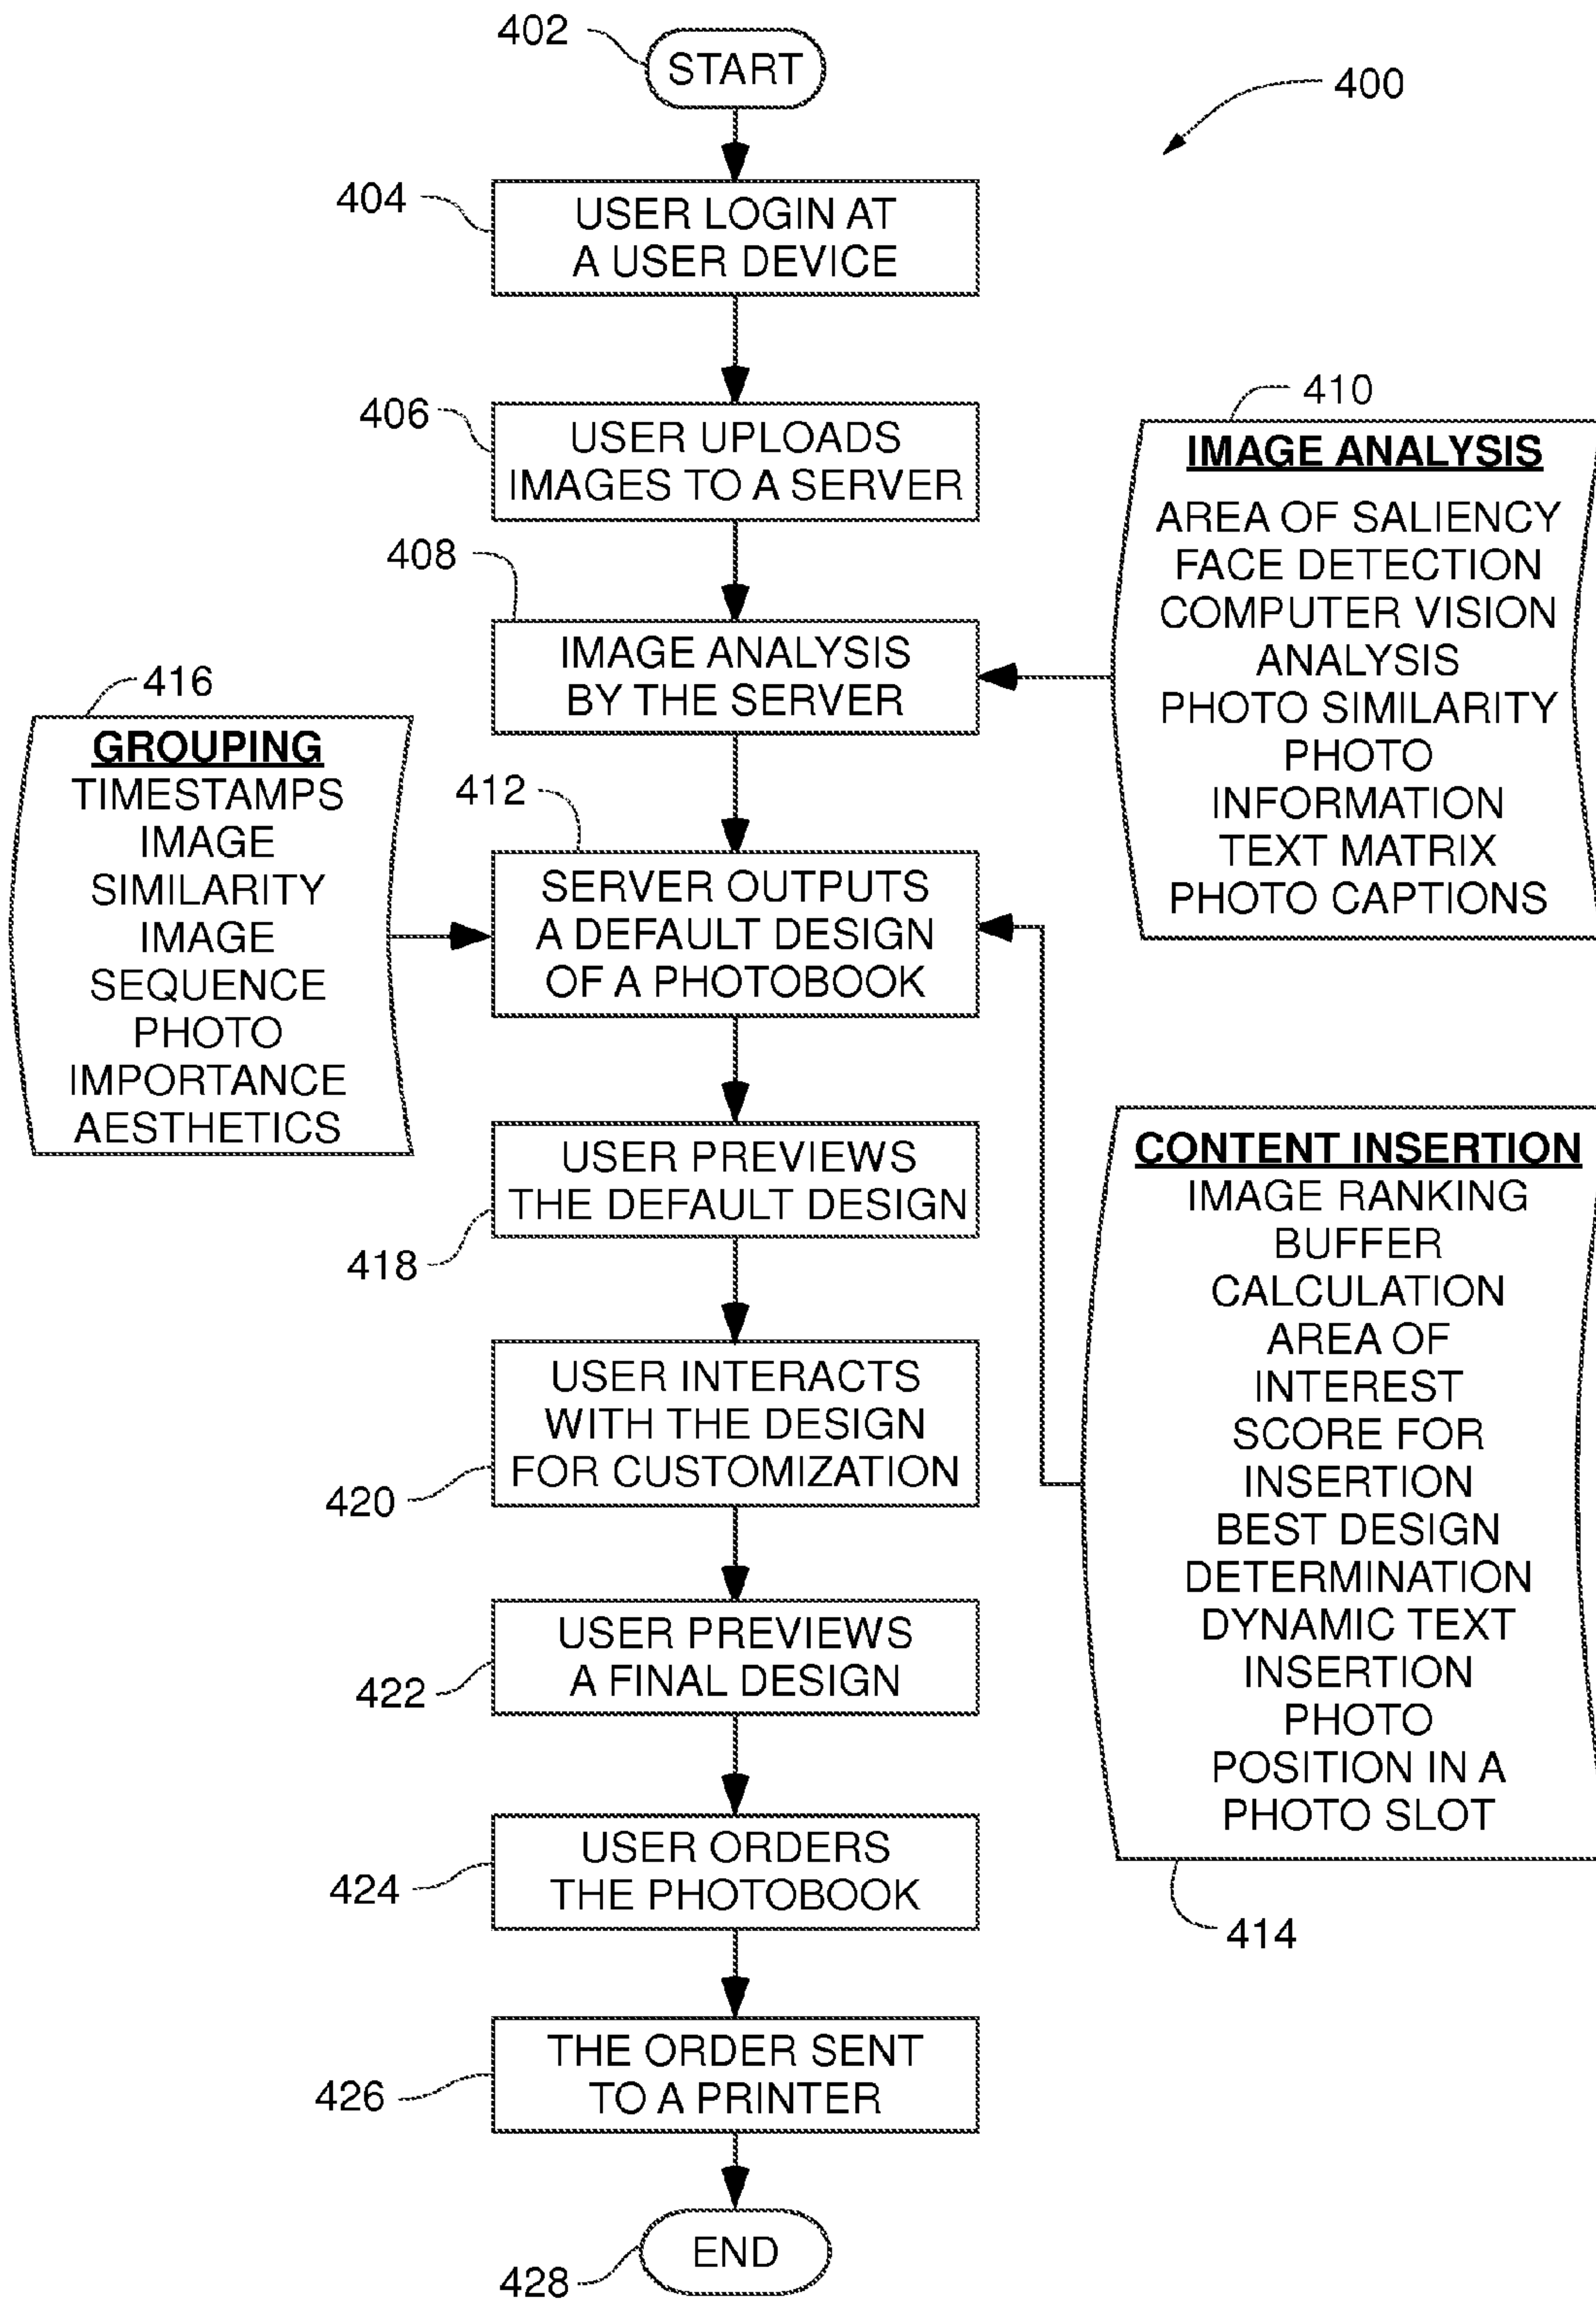 402
START
400
404
USER LOGIN AT
A USER DEVICE
406
USER UPLOADS
IMAGES TO A SERVER
410
IMAGE ANALYSIS
AREA OF SALIENCY
FACE DETECTION
COMPUTER VISION
ANALYSIS
PHOTO SIMILARITY
PHOTO
INFORMATION
TEXT MATRIX
PHOTO CAPTIONS
408
IMAGE ANALYSIS
BY THE SERVER
416
GROUPING
TIMESTAMPS
IMAGE
SIMILARITY
IMAGE
SEQUENCE
PHOTO
IMPORTANCE
AESTHETICS
412
SERVER OUTPUTS
A DEFAULT DESIGN
OF A PHOTOBOOK
CONTENT INSERTION
IMAGE RANKING
BUFFER
CALCULATION
AREA OF
INTEREST
SCORE FOR
INSERTION
BEST DESIGN
DETERMINATION
DYNAMIC TEXT
INSERTION
PHOTO
POSITION IN A
PHOTO SLOT
414
USER PREVIEWS
THE DEFAULT DESIGN
418
USER INTERACTS
WITH THE DESIGN
FOR CUSTOMIZATION
420
USER PREVIEWS
A FINAL DESIGN
422
USER ORDERS
THE PHOTOBOOK
424
THE ORDER SENT
TO A PRINTER
426
END
428